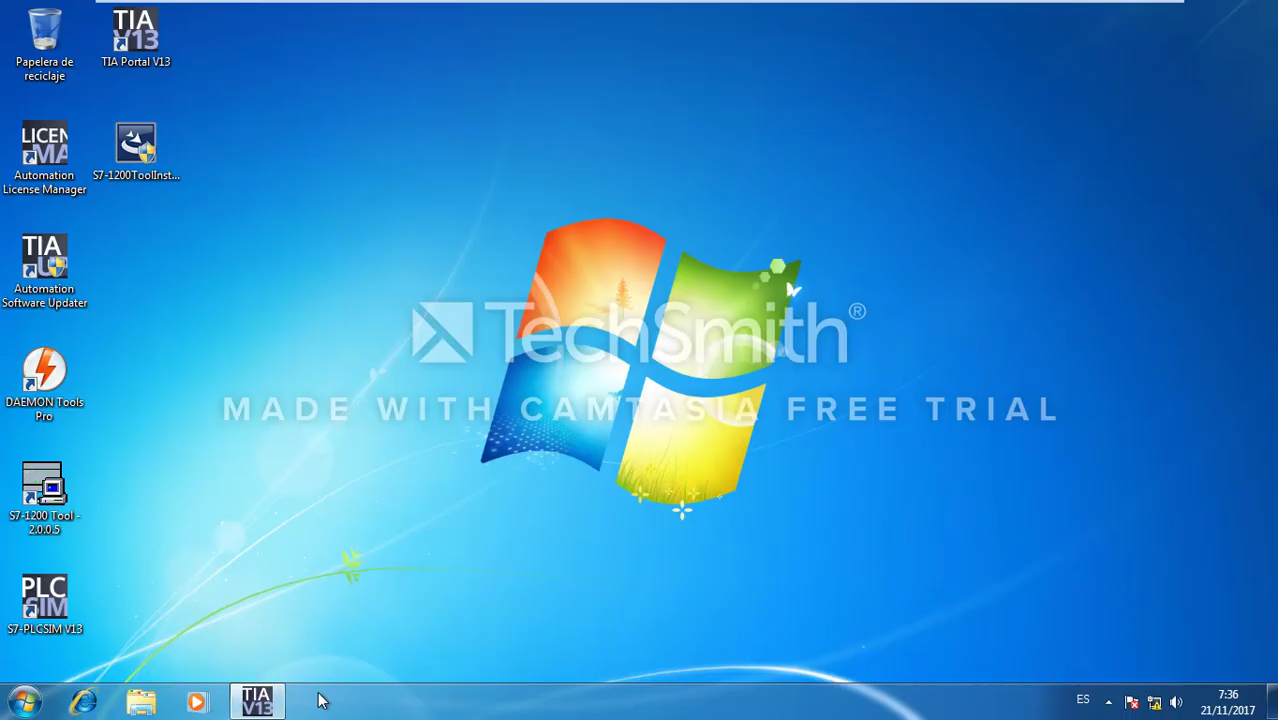 TIA
V13
TIA Portal V13
Papelera de
reciclaje
LICEN
MA
Automation
License Manager
S7-1200ToolInst...
TIA
U
Automation
Software Updater
TechSmith®
MADE WITH CAMTASIA FREE TRIAL
DAEMON Tools
Pro
S7-1200 Tool -
2.0.0.5
PLC
SIM
S7-PLCSIM V13
TIA
V13
ES
7:36
21/11/2017